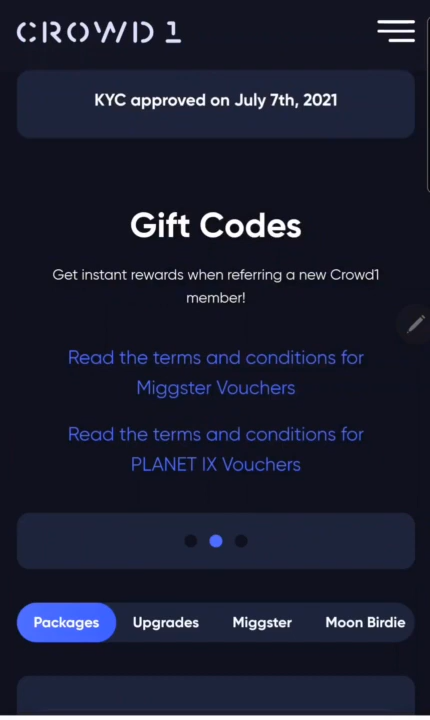 CROWD 1
KYC approved on July 7th, 2021
Gift Codes
Get instant rewards when referring a new Crowd1
member!
Read the terms and conditions for
Miggster Vouchers
Read the terms and conditions for
PLANET IX Vouchers
Packages Upgrades Miggster Moon Birdie